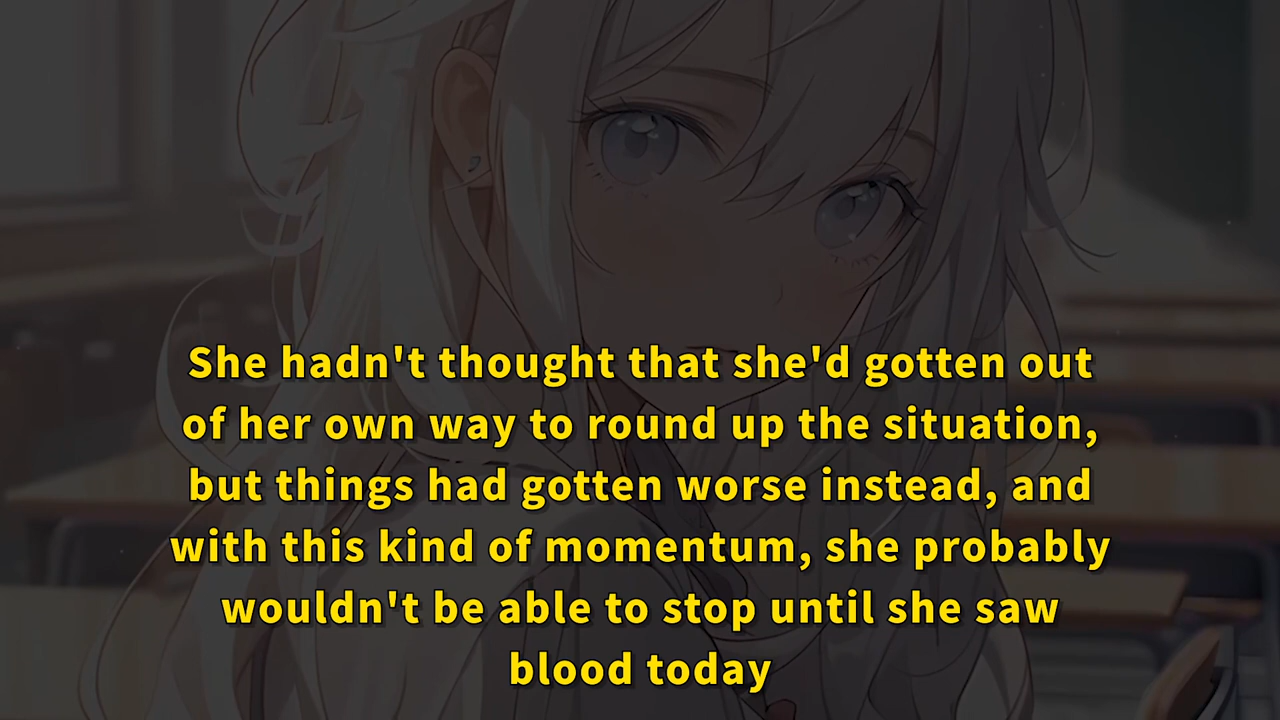 She hadn't thought that she'd gotten out
of her own way to round up the situation,
but things had gotten worse instead, and
with this kind of momentum, she probably
wouldn't be able to stop until she saw
blood today